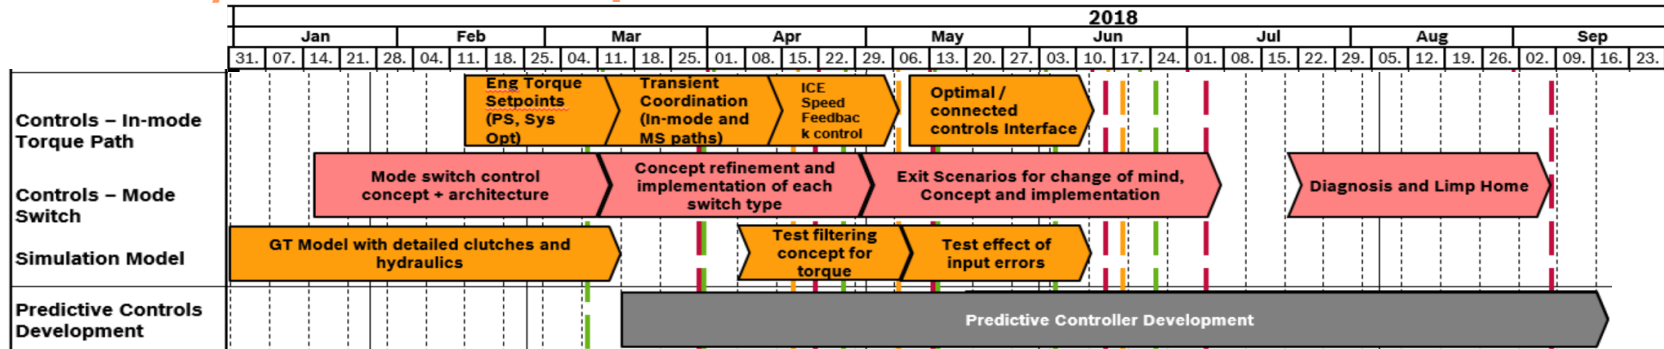 2018
Jan Feb Mar Apr May Jun Jul Aug Sep
31. 07. 14. 21. 28. 04. 11. 18. 25. 04. 11. 18. 25. 01. 08. 15. 22. 29. 06. 13. 20. 27. 03. 10. 17. 24. 01. 08. 15. 22. 29. 05. 12. 19. 26. 02. 09. 16. 23.
Controls – In-mode
Torque Path
Eng Torque
Setpoints
(PS, Sys
Opt)
Transient
Coordination
(In-mode and
MS paths)
ICE
Speed
Feedbac
k control
Optimal /
connected
controls Interface
Controls – Mode
Switch
Mode switch control
concept + architecture
Concept refinement and
implementation of each
switch type
Exit Scenarios for change of mind,
Concept and implementation
Diagnosis and Limp Home
Simulation Model
GT Model with detailed clutches and
hydraulics
Test filtering
concept for
torque
Test effect of
input errors
Predictive Controls
Development
Predictive Controller Development